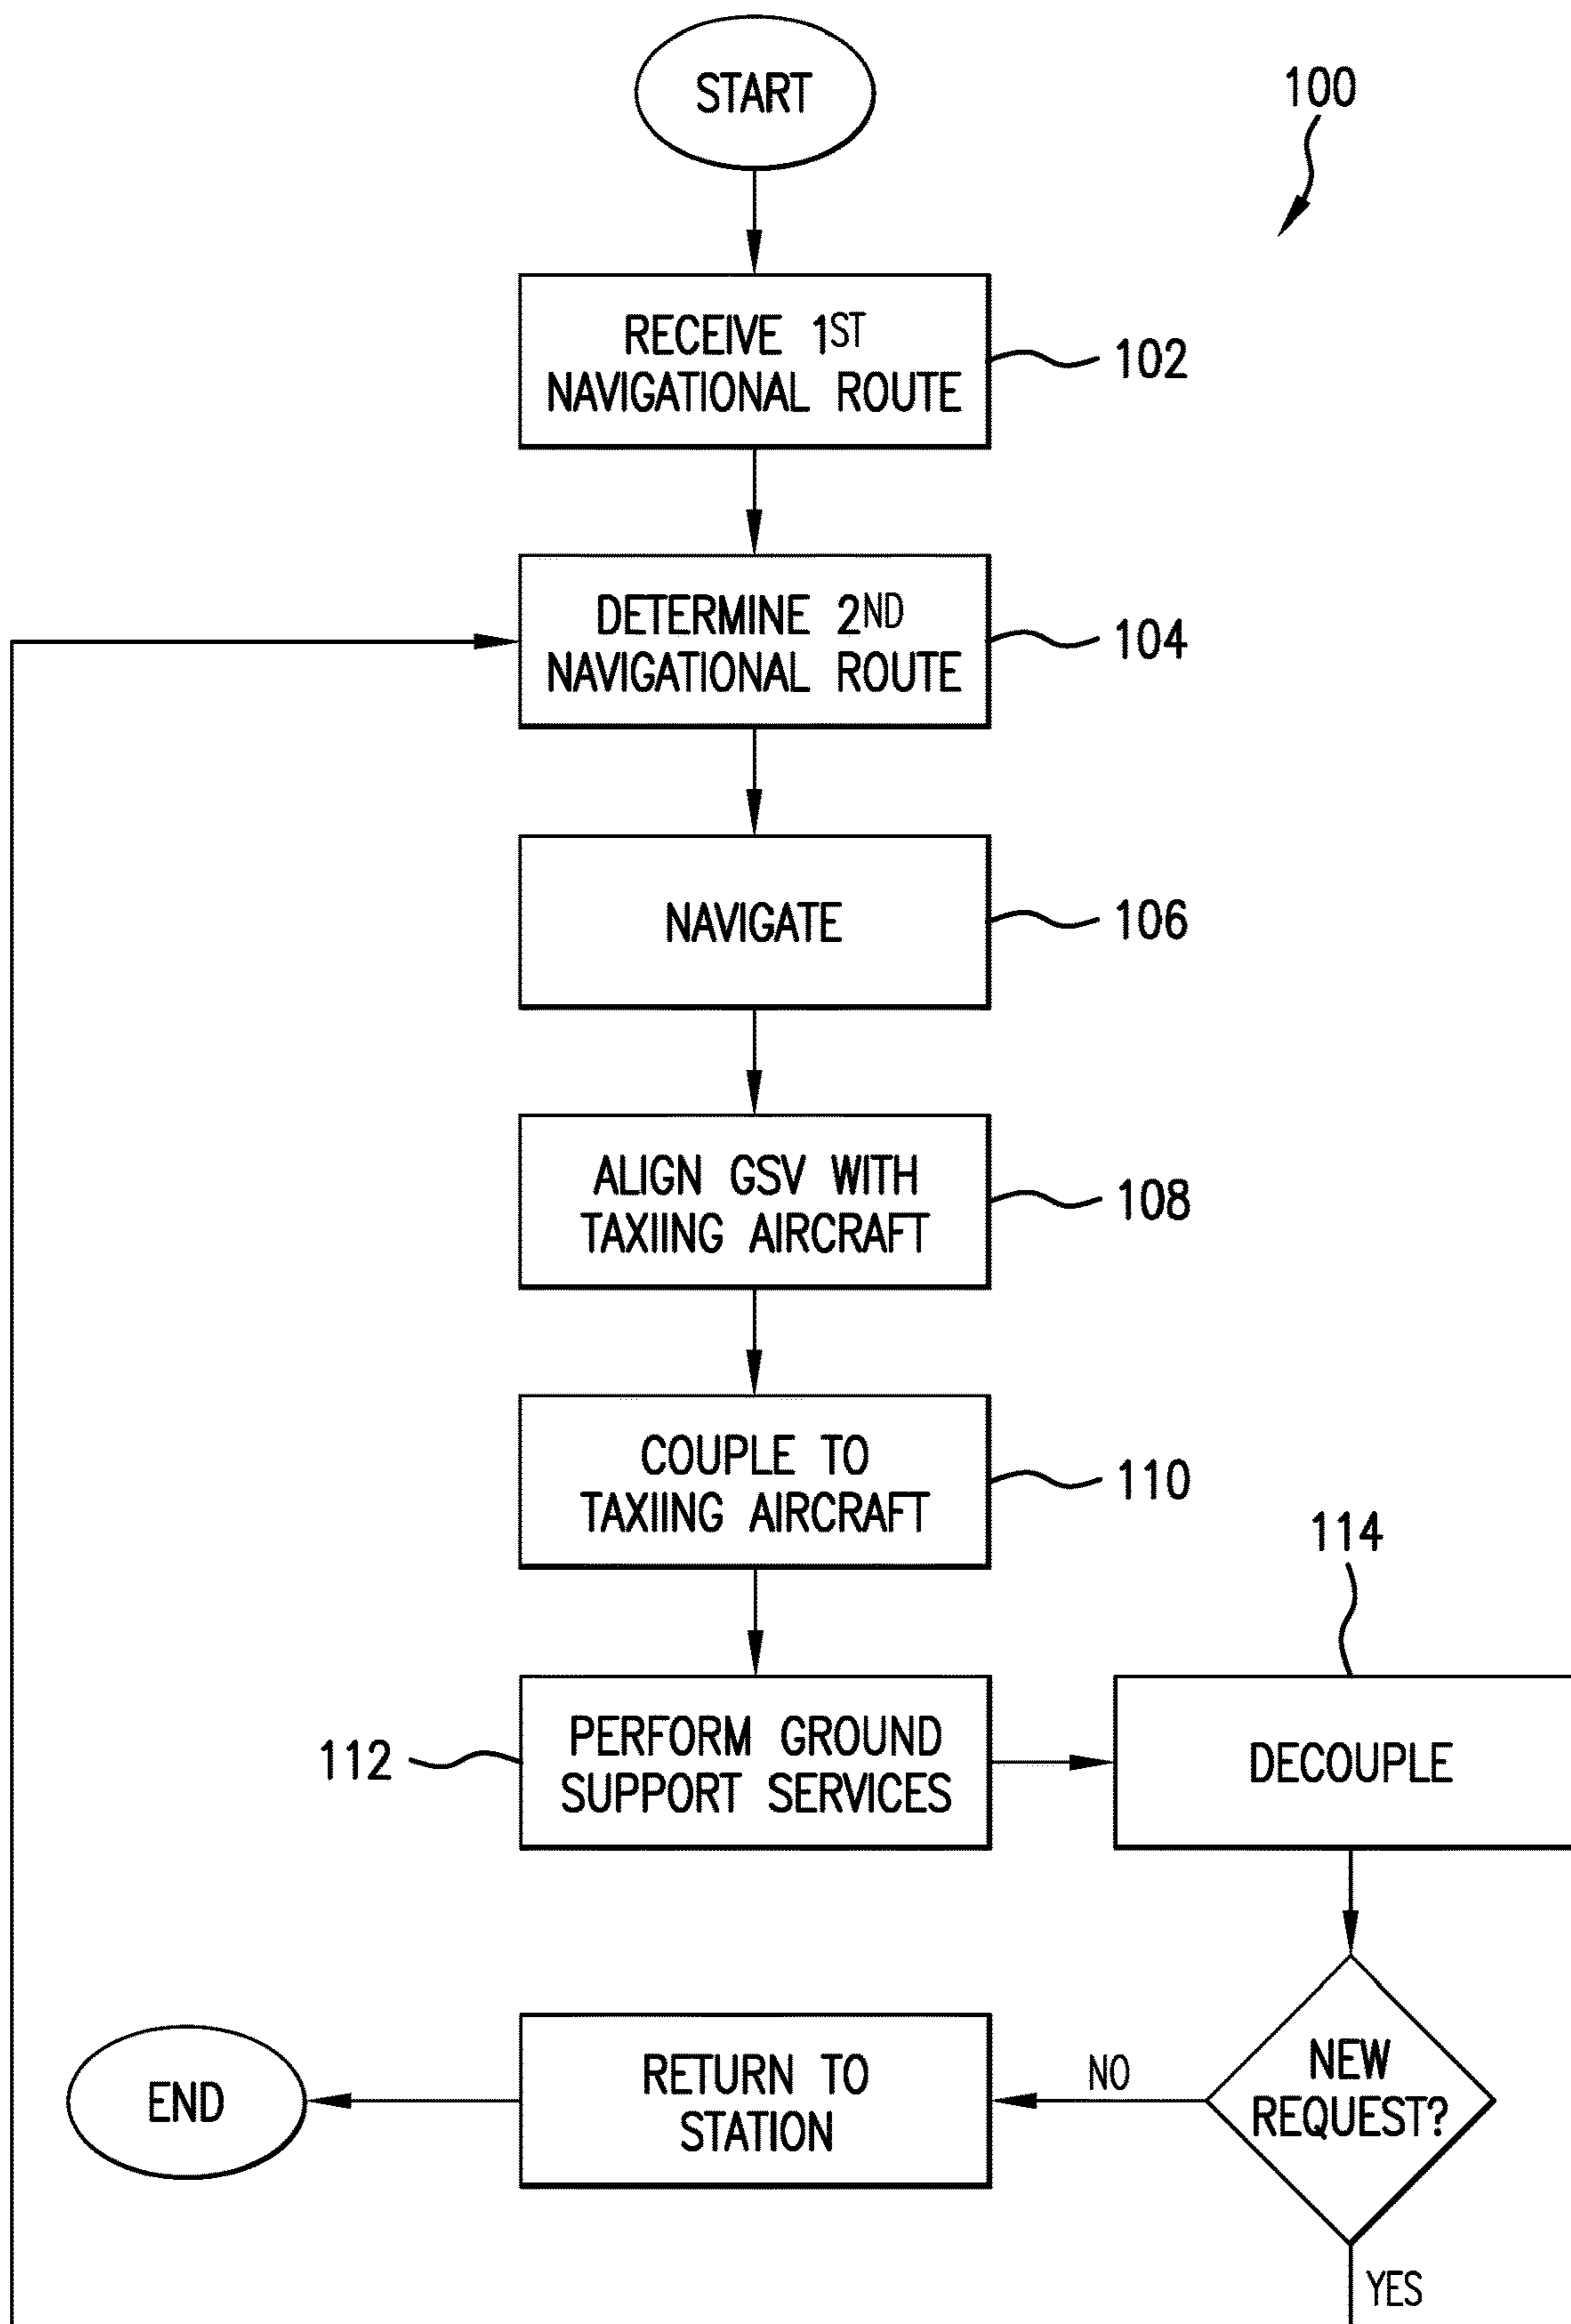 START
100
RECEIVE 1ST
NAVIGATIONAL ROUTE
102
DETERMINE 2ND
NAVIGATIONAL ROUTE
104
NAVIGATE
106
ALIGN GSV WITH
TAXIING AIRCRAFT
108
COUPLE TO
TAXIING AIRCRAFT
110
114
112
PERFORM GROUND
SUPPORT SERVICES
DECOUPLE
END
RETURN TO
STATION
NO
NEW
REQUEST?
YES